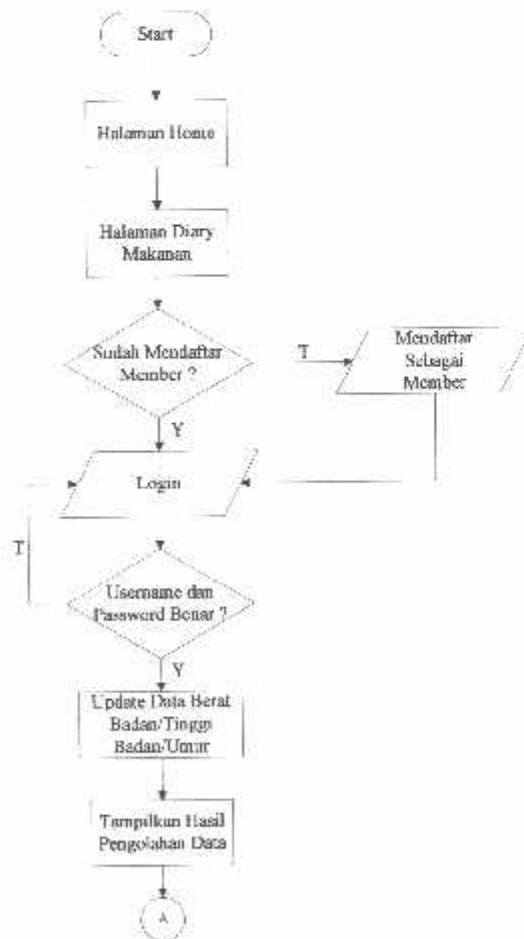 Start
Halaman Home
Halaman Diary
Makanan
Sudah Mendaftar
Member ?
T
Mendaftar
Sebagai
Member
Y
Login
T
Username dan
Password Benar ?
Y
Update Data Berat
Badan/Tinggi
Badan/Umur
Tampilkan Hasil
Pengolahan Data
A